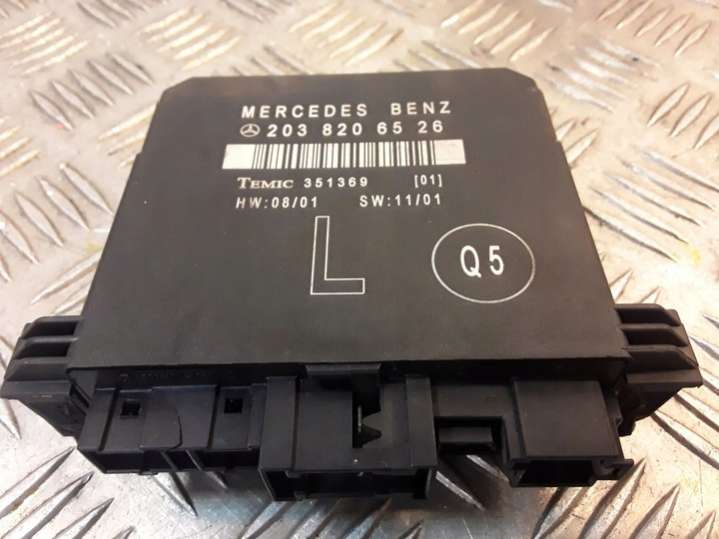 MERCEDES BENZ
203 820 65 26
TEMIC 351369 [01]
HW:08/01 SW:11/01
L
Q5